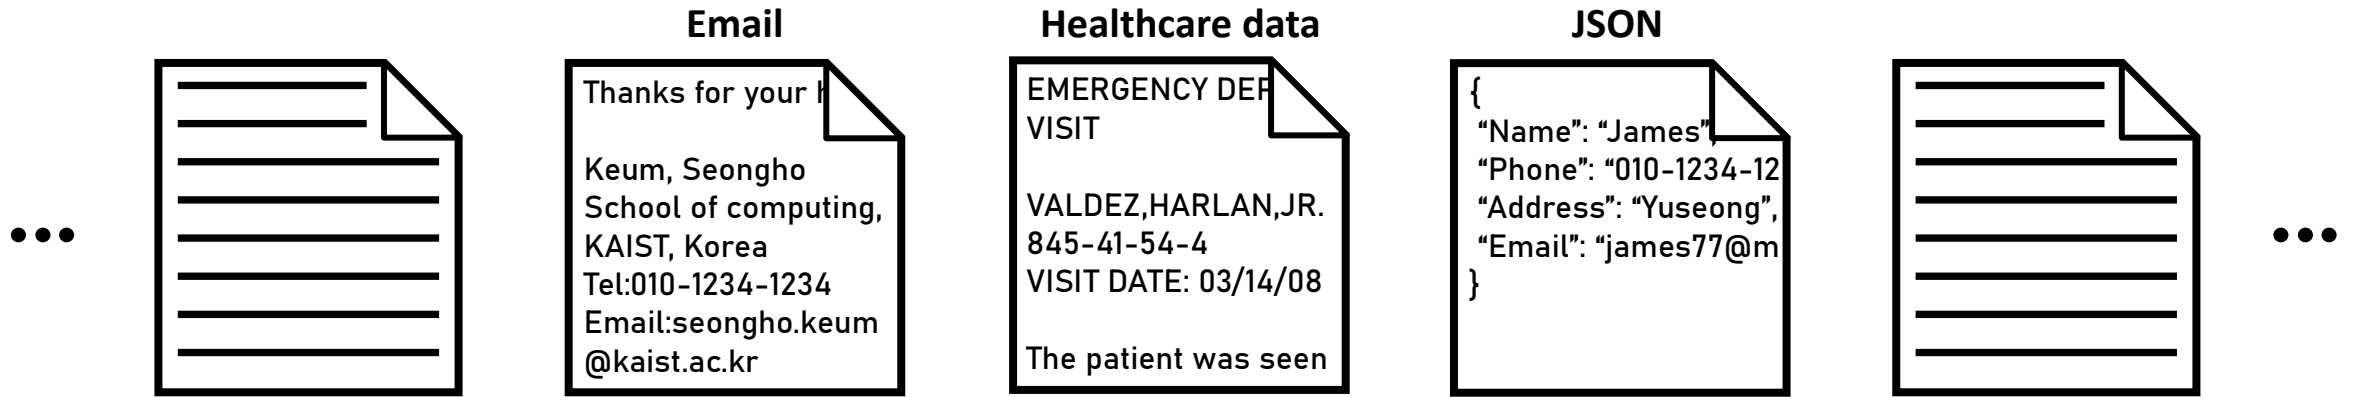 Email
Thanks for your
Keum, Seongho
School of computing,
KAIST, Korea
Tel:010-1234-1234
Email:seongho.keum
@kaist.ac.kr
Healthcare data
EMERGENCY DEP
VISIT
VALDEZ,HARLAN,JR.
845-41-54-4
VISIT DATE: 03/14/08
The patient was seen
JSON
{
“Name”: “James”,
“Phone”: “010-1234-12
“Address”: “Yuseong”,
“Email”: “james77@m
}